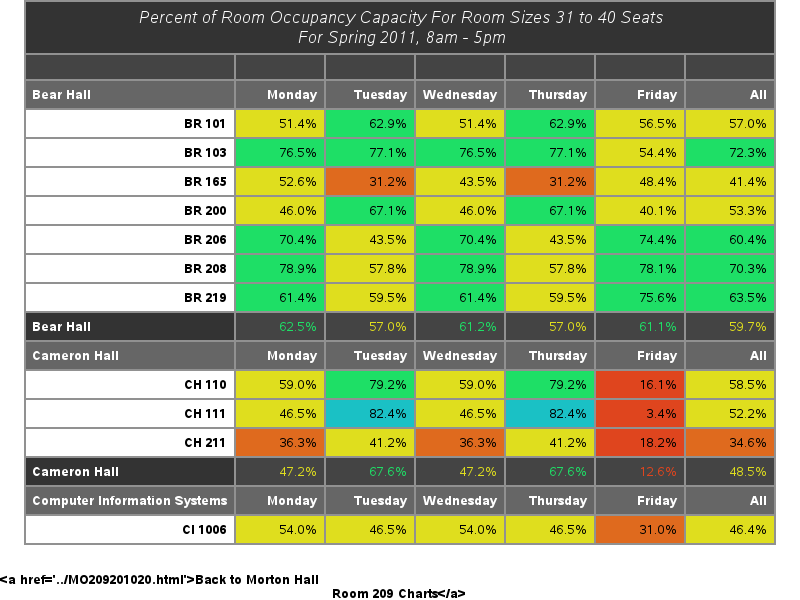 Percent of Room Occupancy Capacity For Room Sizes 31 to 40 Seats
For Spring 2011, 8am - 5pm
Bear Hall Monday Tuesday Wednesday Thursday Friday All
BR 101 51.4% 62.9% 51.4% 62.9% 56.5% 57.0%
BR 103 76.5% 77.1% 76.5% 77.1% 54.4% 72.3%
BR 165 52.6% 31.2% 43.5% 31.2% 48.4% 41.4%
BR 200 46.0% 67.1% 46.0% 67.1% 40.1% 53.3%
BR 206 70.4% 43.5% 70.4% 43.5% 74.4% 60.4%
BR 208 78.9% 57.8% 78.9% 57.8% 78.1% 70.3%
BR 219 61.4% 59.5% 61.4% 59.5% 75.6% 63.5%
Bear Hall 62.5% 57.0% 61.2% 57.0% 61.1% 59.7%
Cameron Hall Monday Tuesday Wednesday Thursday Friday All
CH 110 59.0% 79.2% 59.0% 79.2% 16.1% 58.5%
CH 111 46.5% 82.4% 46.5% 82.4% 3.4% 52.2%
CH 211 36.3% 41.2% 36.3% 41.2% 18.2% 34.6%
Cameron Hall 47.2% 67.6% 47.2% 67.6% 12.6% 48.5%
Computer Information Systems Monday Tuesday Wednesday Thursday Friday All
CI 1006 54.0% 46.5% 54.0% 46.5% 31.0% 46.4%
<a href='../MO209201020.html'>Back to Morton Hall
Room 209 Charts</a>